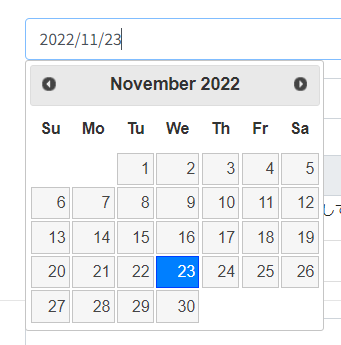 2022/11/23
November 2022
Su Mo Tu We Th Fr Sa
1 2 3 4 5
6 7 8 9 10 11 12
して
13 14 15 16 17 18 19
20 21 22 23 24 25 26
27 28 29 30